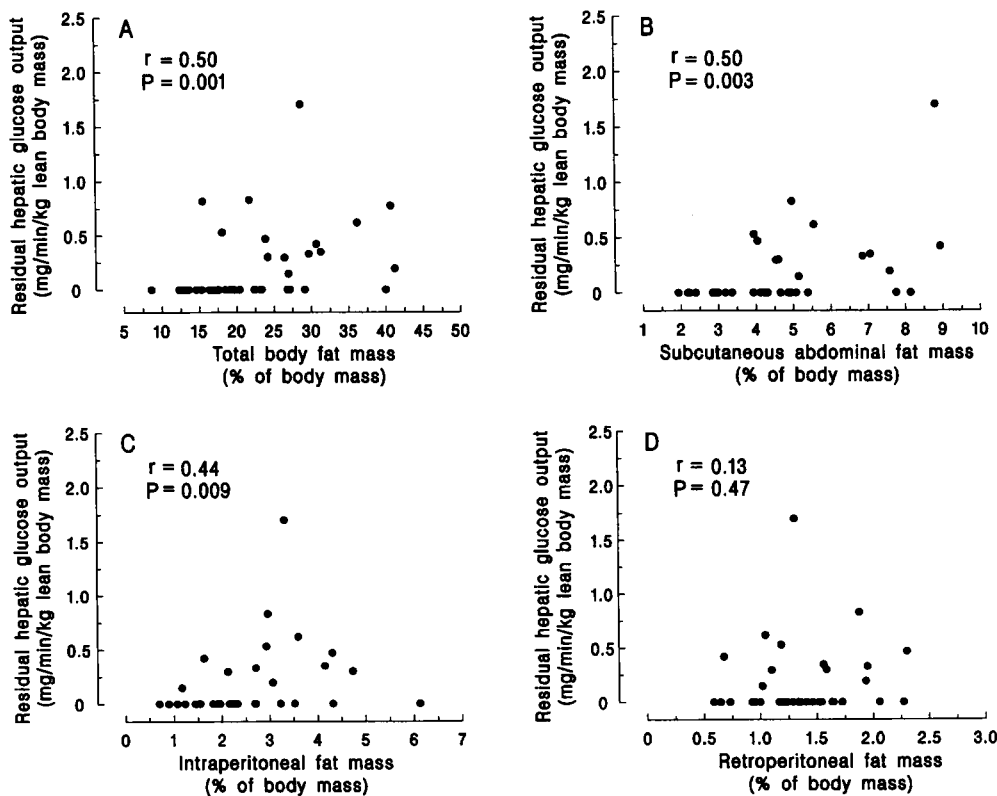 A
r = 0.50
P = 0.001
Residual hepatic glucose output
(mg/min/kg lean body mass)
2.5
2.0
1.5
1.0
0.5
0
5 10 15 20 25 30 35 40 45 50
Total body fat mass
(% of body mass)
B
r = 0.50
P = 0.003
Residual hepatic glucose output
(mg/min/kg lean body mass)
2.5
2.0
1.5
1.0
0.5
0
1 2 3 4 5 6 7 8 9 10
Subcutaneous abdominal fat mass
(% of body mass)
C
r = 0.44
P = 0.009
Residual hepatic glucose output
(mg/min/kg lean body mass)
2.5
2.0
1.5
1.0
0.5
0
0 1 2 3 4 5 6 7
Intraperitoneal fat mass
(% of body mass)
D
r = 0.13
P = 0.47
Residual hepatic glucose output
(mg/min/kg lean body mass)
2.5
2.0
1.5
1.0
0.5
0
0 0.5 1.0 1.5 2.0 2.5 3.0
Retroperitoneal fat mass
(% of body mass)